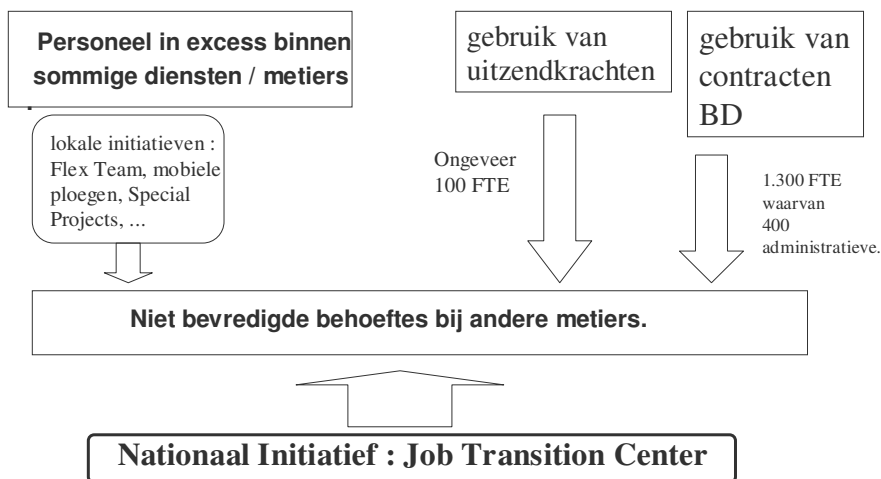 Personeel in excess binnen
sommige diensten / metiers
.
lokale initiatieven :
Flex Team, mobiele
ploegen, Special
Projects, ...
gebruik van
uitzendkrachten
Ongeveer
100 FTE
gebruik van
contracten
BD
1.300 FTE
waarvan
400
administratieve.
Niet bevredigde behoeftes bij andere metiers.
Nationaal Initiatief : Job Transition Center